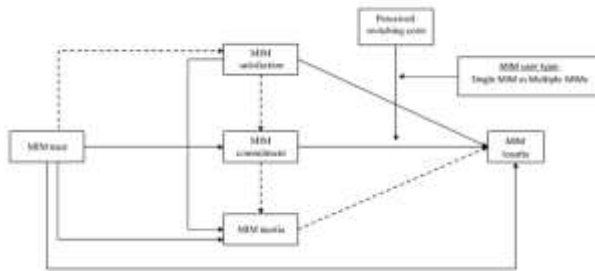 Perceived
switching costs
MIM
satisfaction
MIM user type:
Single MIM vs Multiple MIMs
MIM trust
MIM
commitment
MIM
loyalty
MIM inertia